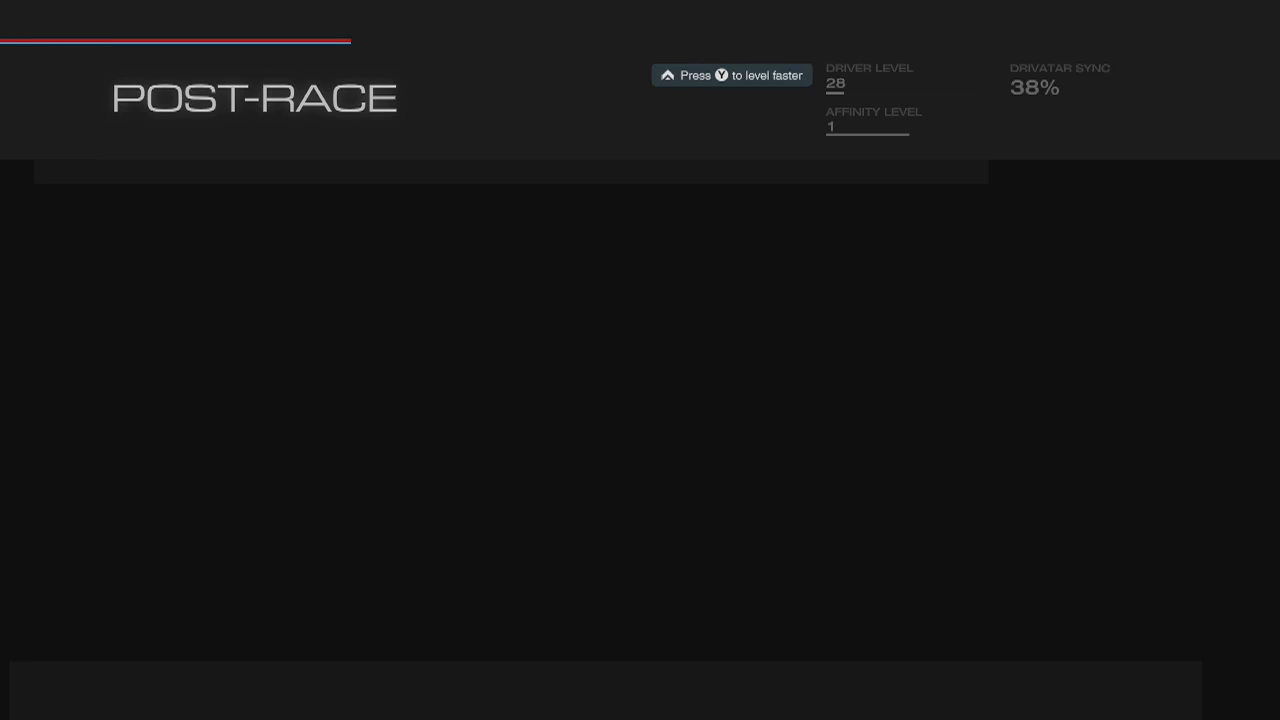 POST-RACE
Press Y to level faster
DRIVER LEVEL
28
AFFINITY LEVEL
1
DRIVATAR SYNC
38%